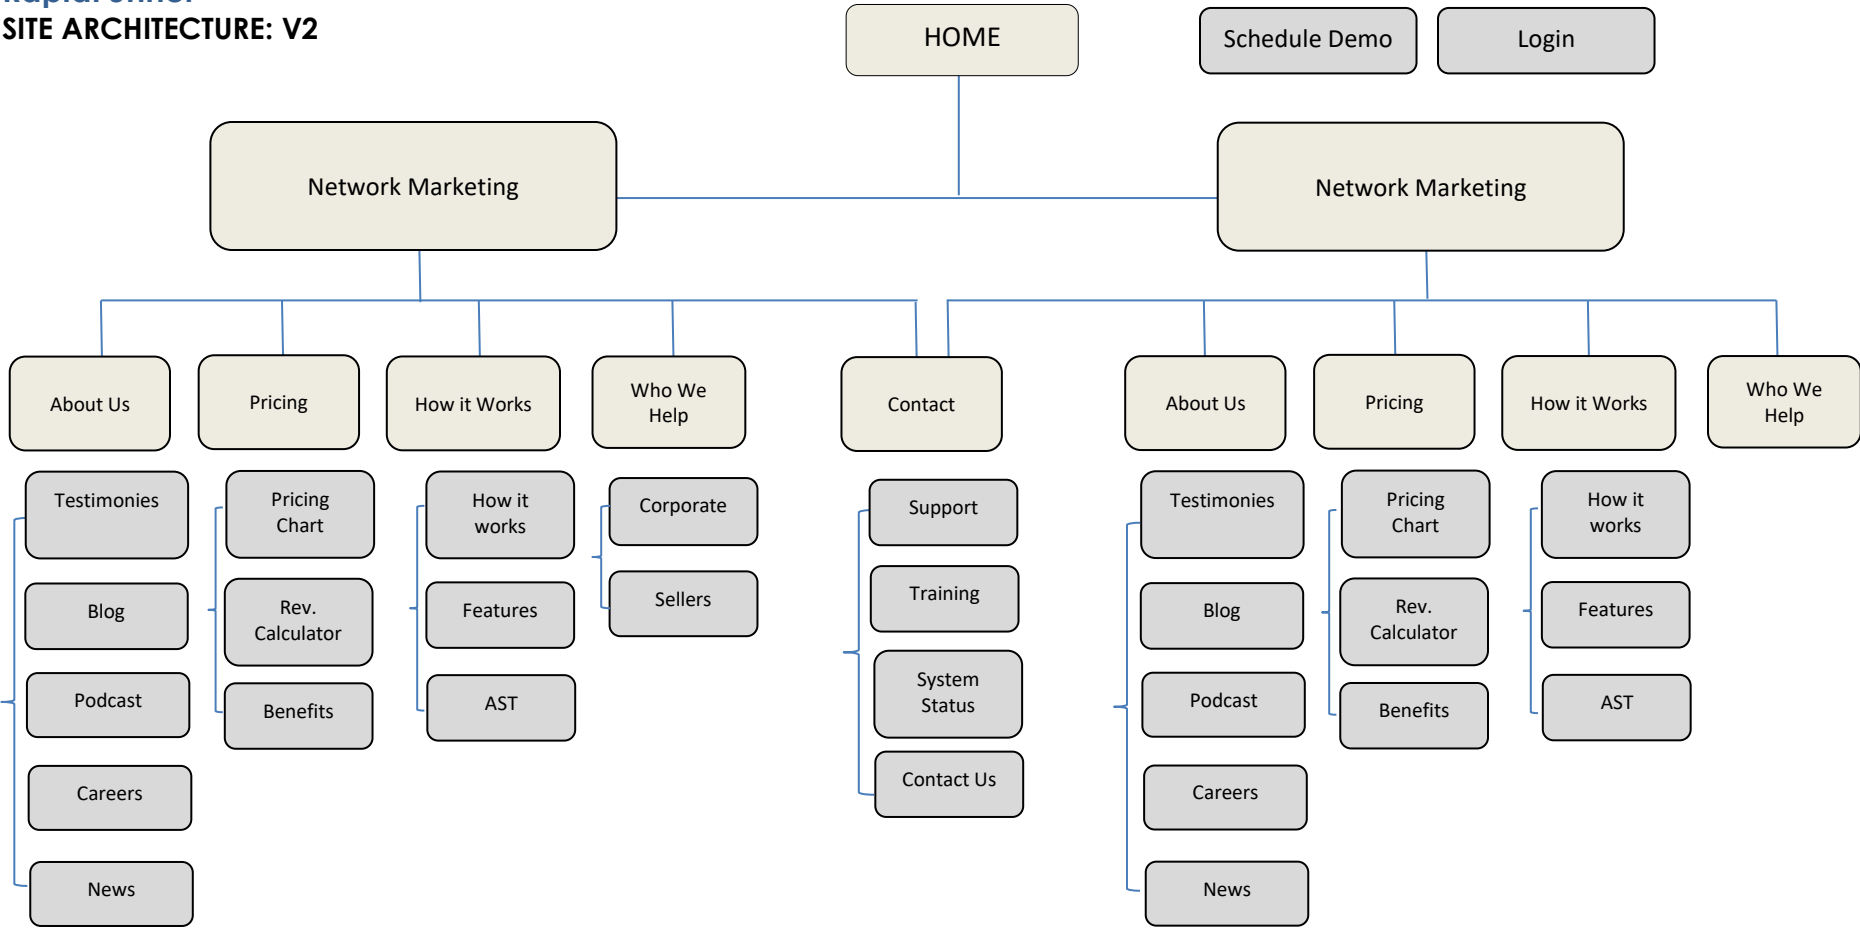 SITE ARCHITECTURE: V2
HOME
Schedule Demo
Login
Network Marketing
Network Marketing
About Us
Pricing
How it Works
Who We
Help
Contact
About Us
Pricing
How it Works
Who We
Help
Testimonies
Blog
Podcast
Careers
News
Pricing
Chart
Rev.
Calculator
Benefits
How it
works
Features
AST
Corporate
Sellers
Support
Training
System
Status
Contact Us
Testimonies
Blog
Podcast
Careers
News
Pricing
Chart
Rev.
Calculator
Benefits
How it
works
Features
AST